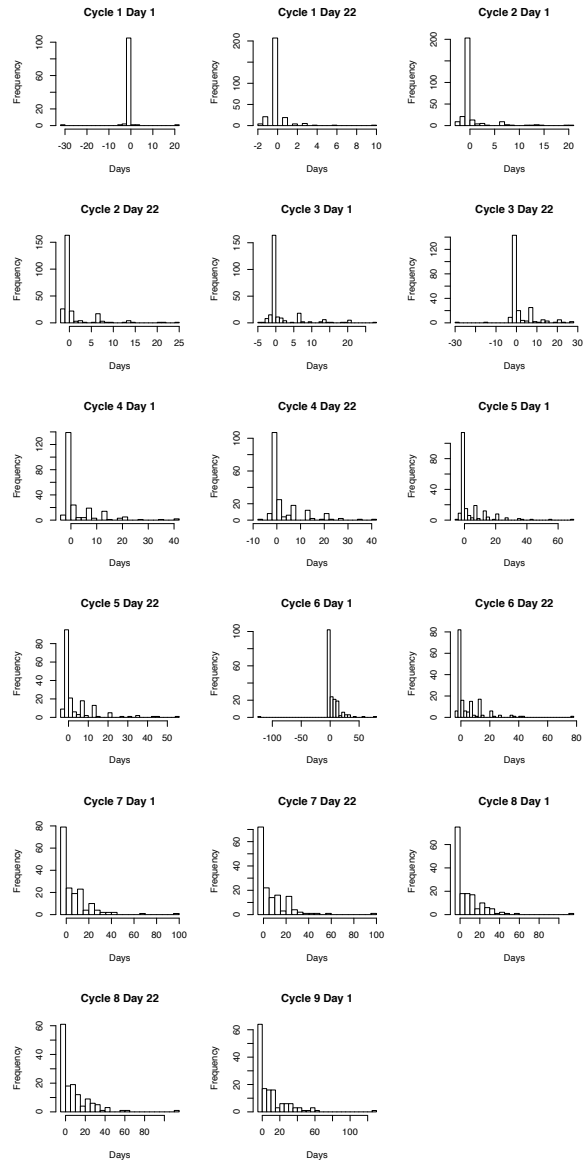 Cycle 1 Day 1
Frequency
0 20 60 100
-30 -20 -10 0 10 20
Days
Cycle 1 Day 22
Frequency
0 50 100 200
-2 0 2 4 6 8 10
Days
Cycle 2 Day 1
Frequency
0 50 100 200
0 5 10 20
Days
Cycle 2 Day 22
Frequency
0 50 100 150
0 5 10 15 20 25
Days
Cycle 3 Day 1
Frequency
0 50 100 150
-5 0 5 10 20
Days
Cycle 3 Day 22
Frequency
0 40 80 120
-30 -10 0 10 20 30
Days
Cycle 4 Day 1
Frequency
0 40 80 120
0 10 20 30 40
Days
Cycle 4 Day 22
Frequency
0 20 60 100
-10 0 10 20 30 40
Days
Cycle 5 Day 1
Frequency
0 40 80
0 20 40 60
Days
Cycle 5 Day 22
Frequency
0 20 40 60 80
0 10 20 30 40 50
Days
Cycle 6 Day 1
Frequency
0 20 60 100
-100 -50 0 50
Days
Cycle 6 Day 22
Frequency
0 20 40 60 80
0 20 40 60 80
Days
Cycle 7 Day 1
Frequency
0 20 40 60 80
0 20 40 60 80 100
Days
Cycle 7 Day 22
Frequency
0 20 40 60
0 20 40 60 80 100
Days
Cycle 8 Day 1
Frequency
0 20 40 60
0 20 40 60 80
Days
Cycle 8 Day 22
Frequency
0 20 40 60
0 20 40 60 80
Days
Cycle 9 Day 1
Frequency
0 20 40 60
0 20 60 100
Days